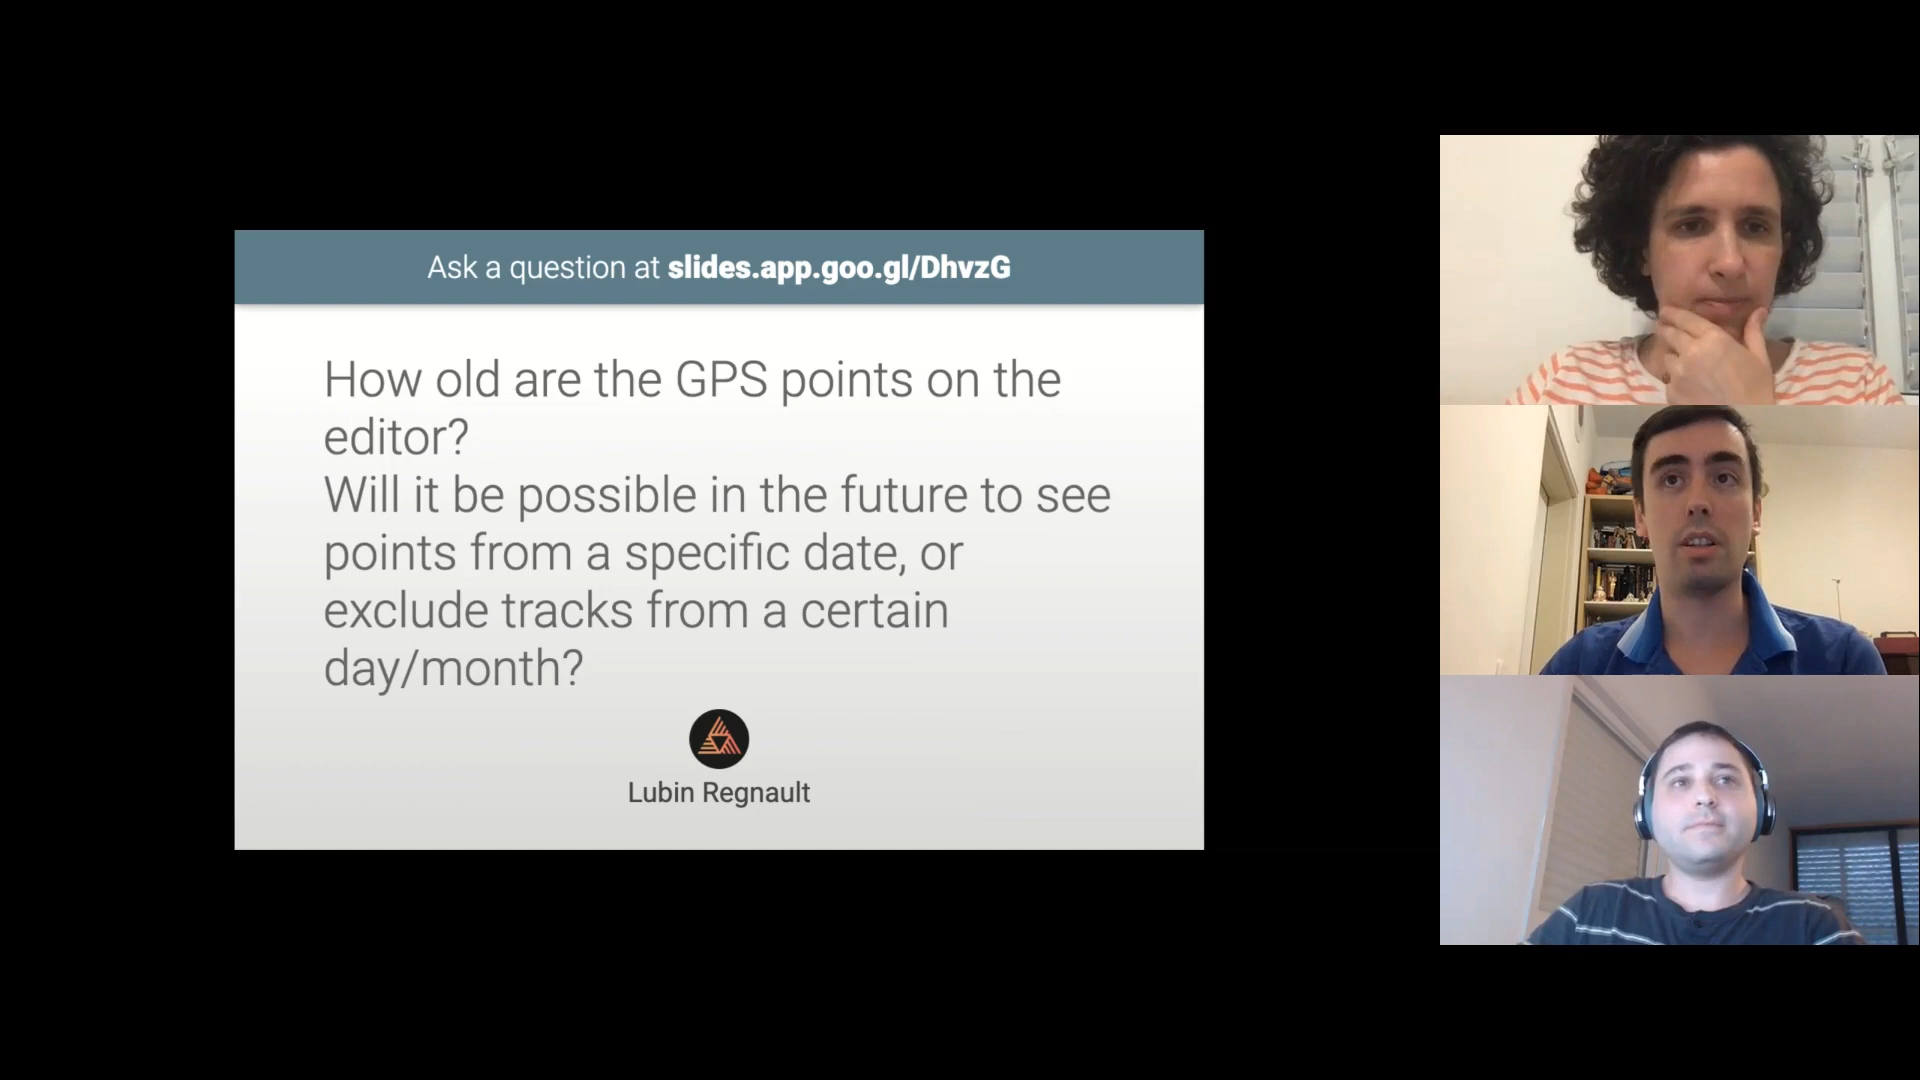 Ask a question at slides.app.goo.gl/DhvzG
How old are the GPS points on the
editor?
Will it be possible in the future to see
points from a specific date, or
exclude tracks from a certain
day/month?
Lubin Regnault